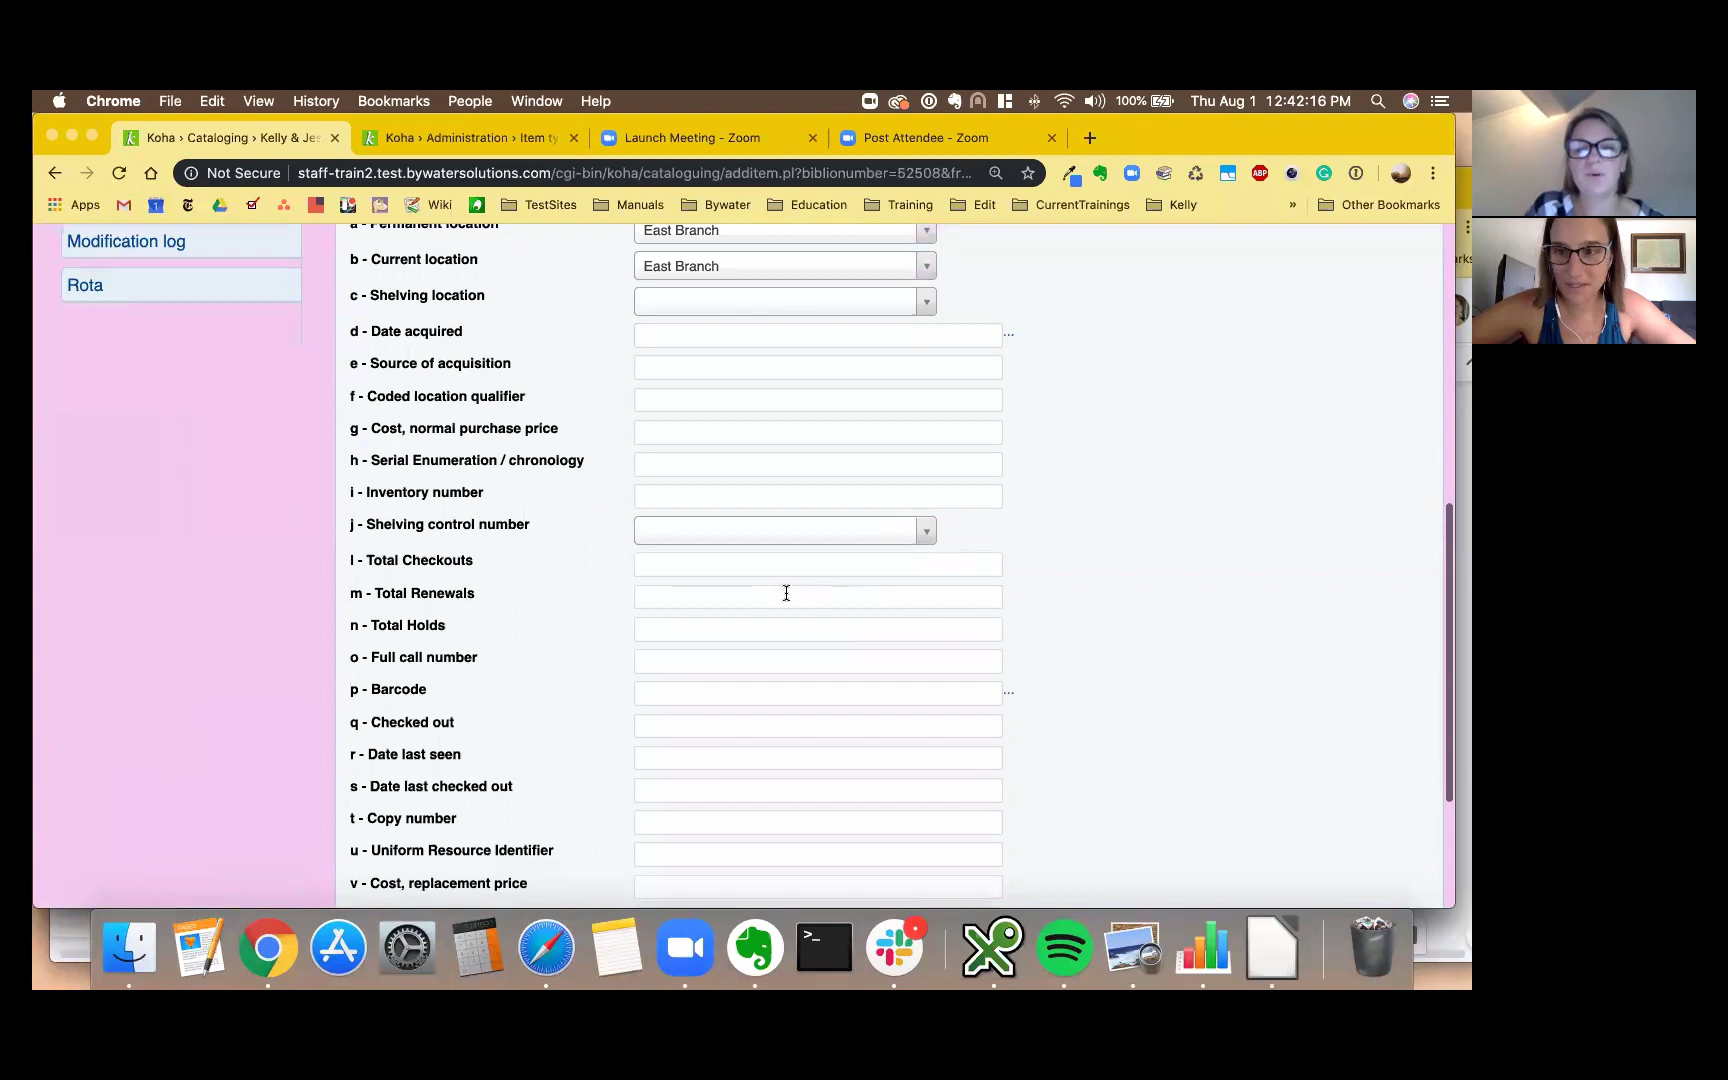 Chrome File Edit View History Bookmarks People Window Help 100% Thu Aug 1 12:42:16 PM
Koha › Cataloging › Kelly & Jes Koha › Administration › Item ty Launch Meeting - Zoom Post Attendee - Zoom
Not Secure staff-train2.test.bywatersolutions.com/cgi-bin/koha/cataloguing/additem.pl?biblionumber=52508&fr...
Apps Wiki TestSites Manuals Bywater Education Training Edit CurrentTrainings Kelly » Other Bookmarks
Modification log
Rota
a - Permanent location East Branch
b - Current location East Branch
c - Shelving location
d - Date acquired ...
e - Source of acquisition
f - Coded location qualifier
g - Cost, normal purchase price
h - Serial Enumeration / chronology
i - Inventory number
j - Shelving control number
l - Total Checkouts
m - Total Renewals
n - Total Holds
o - Full call number
p - Barcode ...
q - Checked out
r - Date last seen
s - Date last checked out
t - Copy number
u - Uniform Resource Identifier
v - Cost, replacement price